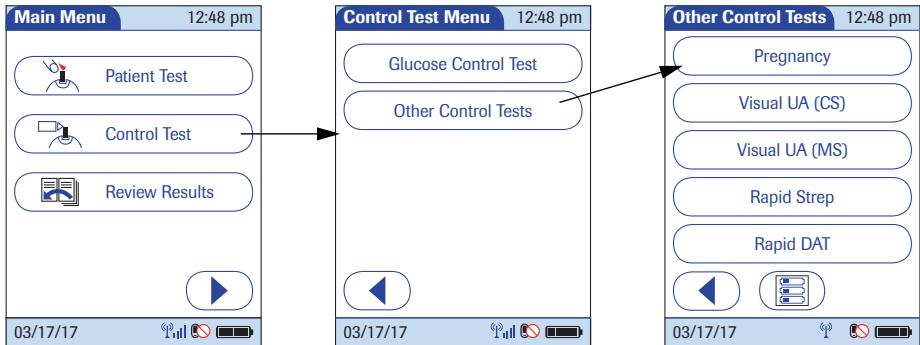 Main Menu 12:48 pm
Patient Test
Control Test
Review Results
03/17/17
Control Test Menu 12:48 pm
Glucose Control Test
Other Control Tests
03/17/17
Other Control Tests 12:48 pm
Pregnancy
Visual UA (CS)
Visual UA (MS)
Rapid Strep
Rapid DAT
03/17/17